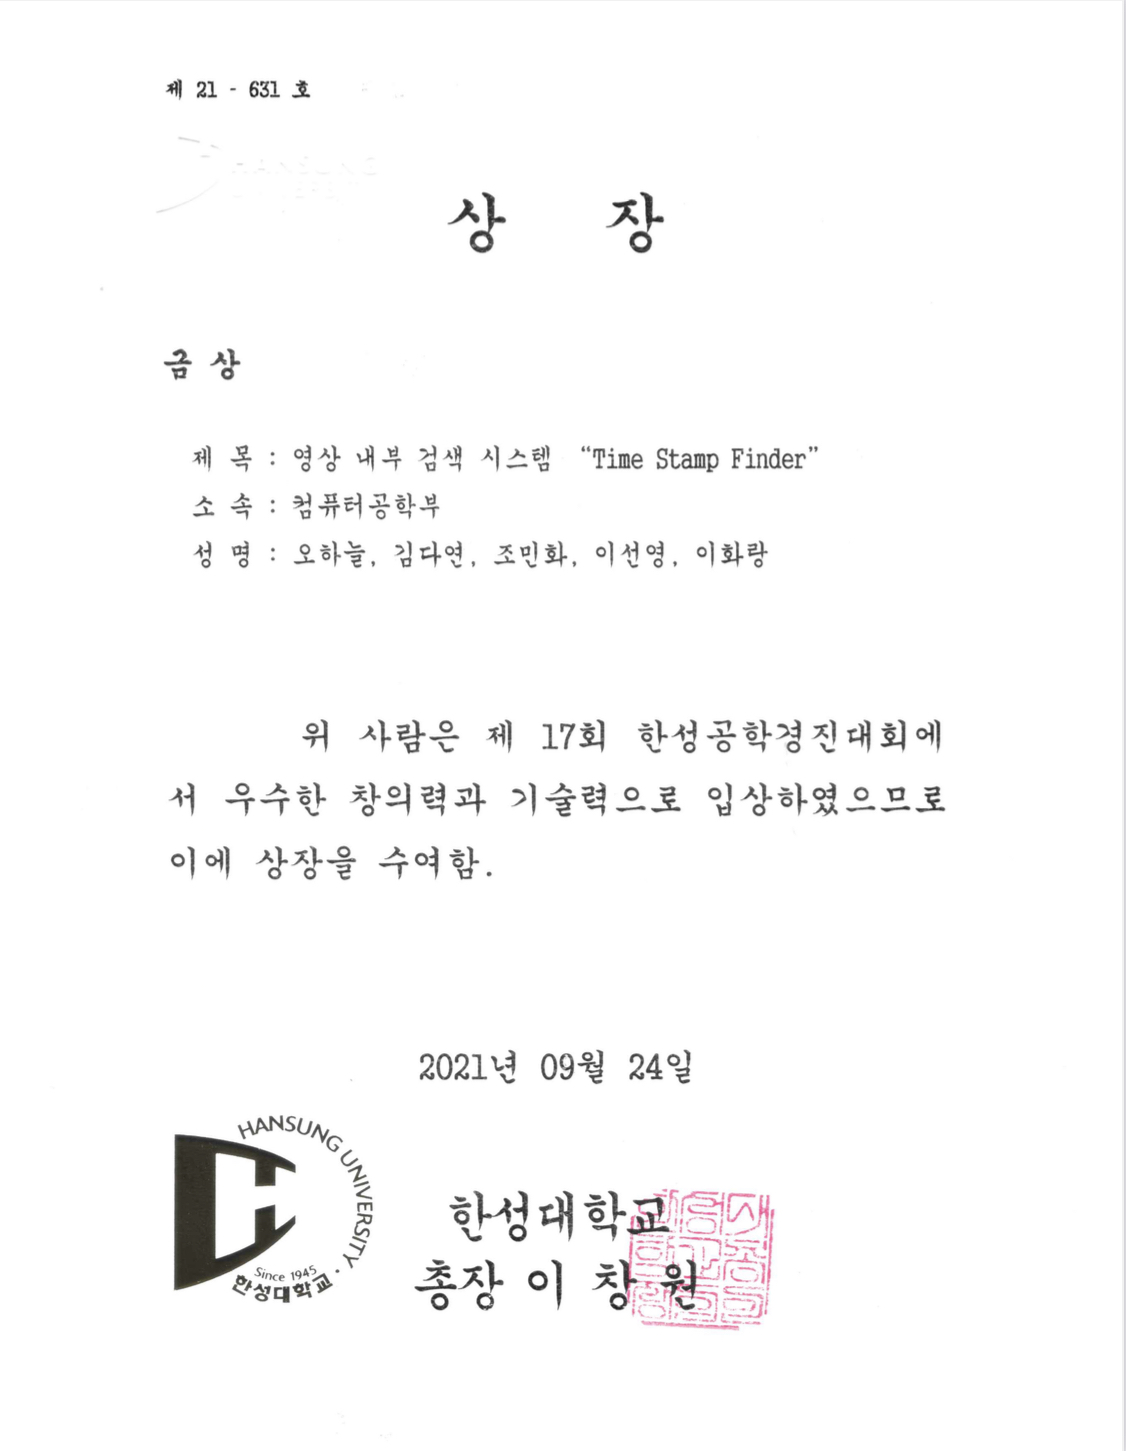 제 21 - 631 호
상 장
금 상
제 목 : 영상 내부 검색 시스템 “Time Stamp Finder”
소 속 : 컴퓨터공학부
성 명 : 오하늘, 김다연, 조민화, 이선영, 이화랑
위 사람은 제 17회 한성공학경진대회에
서 우수한 창의력과 기술력으로 입상하였으므로
이에 상장을 수여함.
2021년 09월 24일
HANSUNG UNIVERSITY
Since 1945
한성대학교
한성대학교
총장 이 창 원